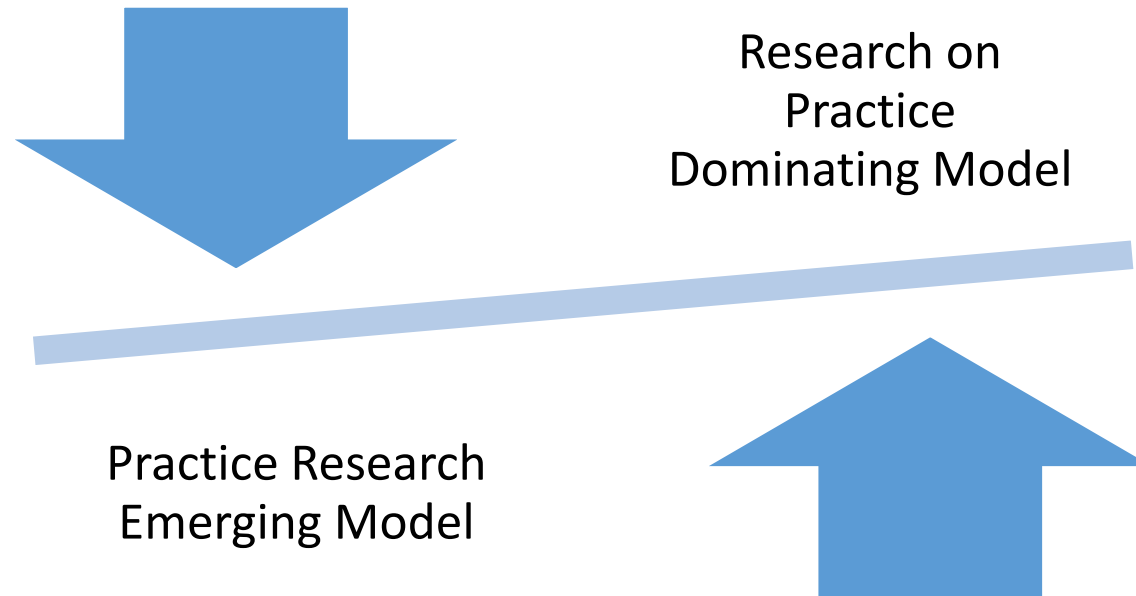 Research on
Practice
Dominating Model
Practice Research
Emerging Model